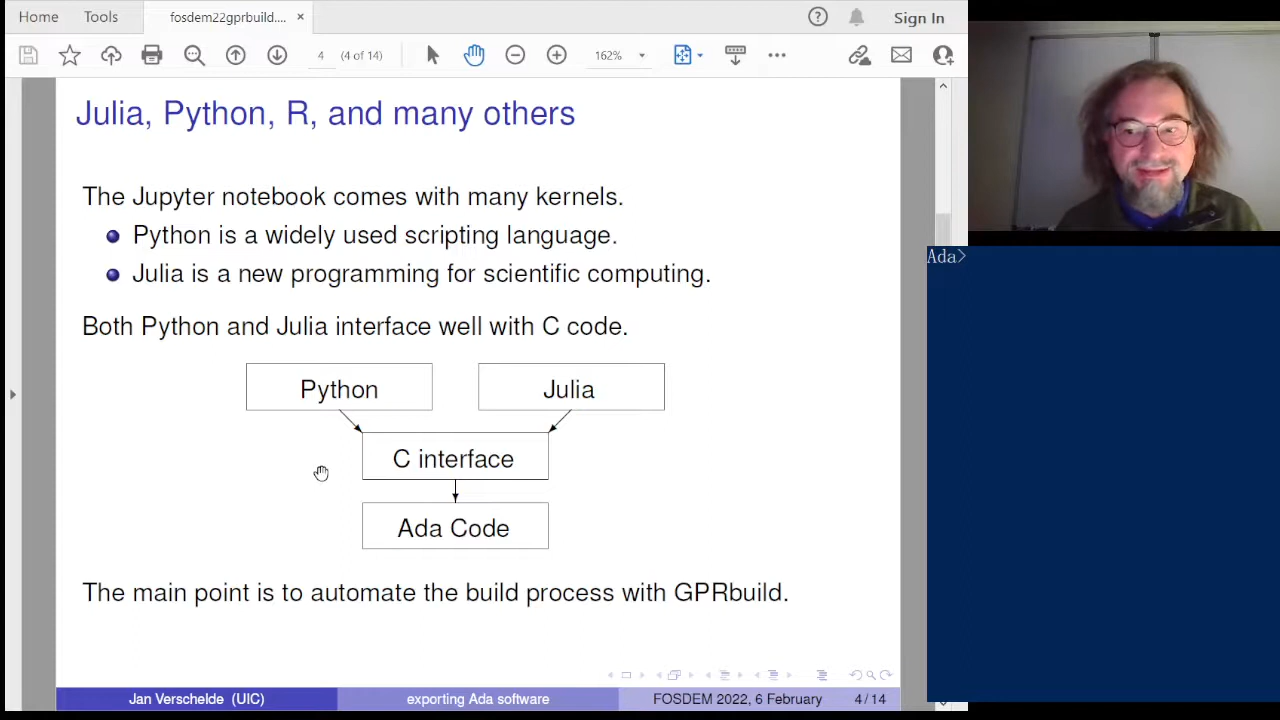 Home Tools fosdem22gprbuild.... × Sign In
4 (4 of 14) 162%
Julia, Python, R, and many others
The Jupyter notebook comes with many kernels.
Python is a widely used scripting language.
Julia is a new programming for scientific computing.
Both Python and Julia interface well with C code.
Python Julia
C interface
Ada Code
The main point is to automate the build process with GPRbuild.
Jan Verschelde (UIC) exporting Ada software FOSDEM 2022, 6 February 4 / 14
Ada>